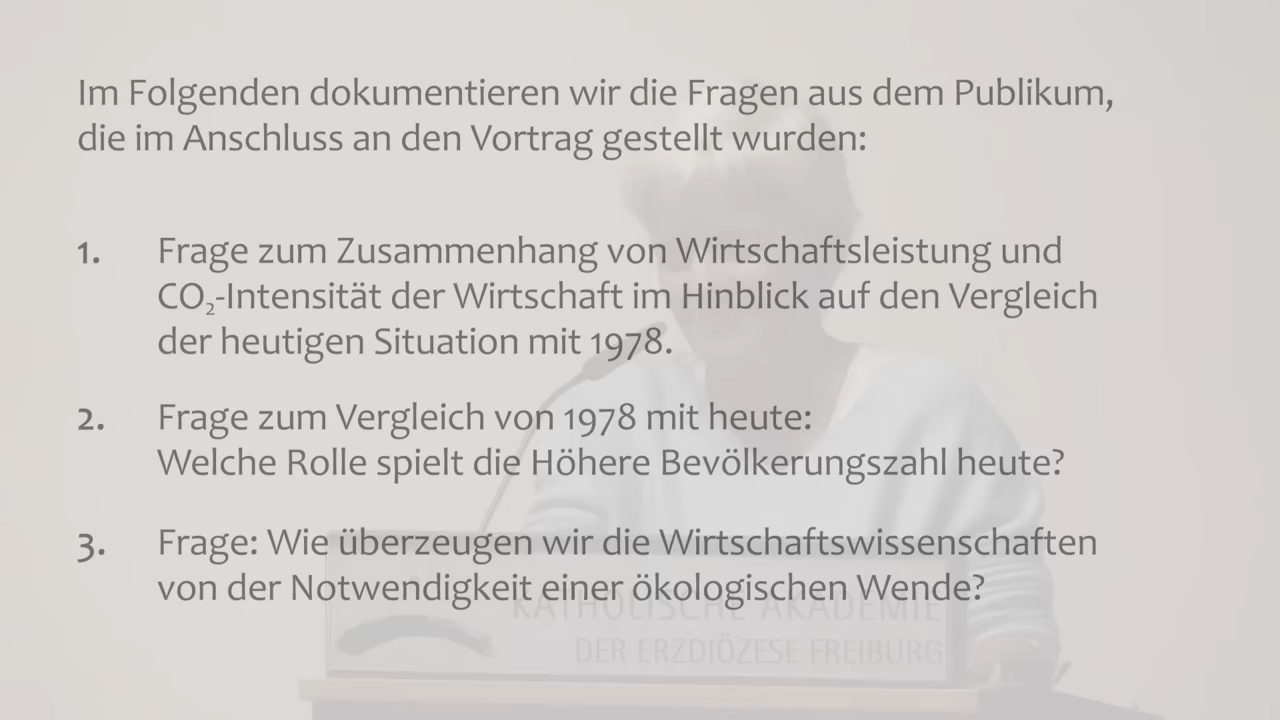 Im Folgenden dokumentieren wir die Fragen aus dem Publikum,
die im Anschluss an den Vortrag gestellt wurden:
1. Frage zum Zusammenhang von Wirtschaftsleistung und
CO₂-Intensität der Wirtschaft im Hinblick auf den Vergleich
der heutigen Situation mit 1978.
2. Frage zum Vergleich von 1978 mit heute:
Welche Rolle spielt die Höhere Bevölkerungszahl heute?
3. Frage: Wie überzeugen wir die Wirtschaftswissenschaften
von der Notwendigkeit einer ökologischen Wende?
KATHOLISCHE AKADEMIE
DER ERZDIÖZESE FREIBURG